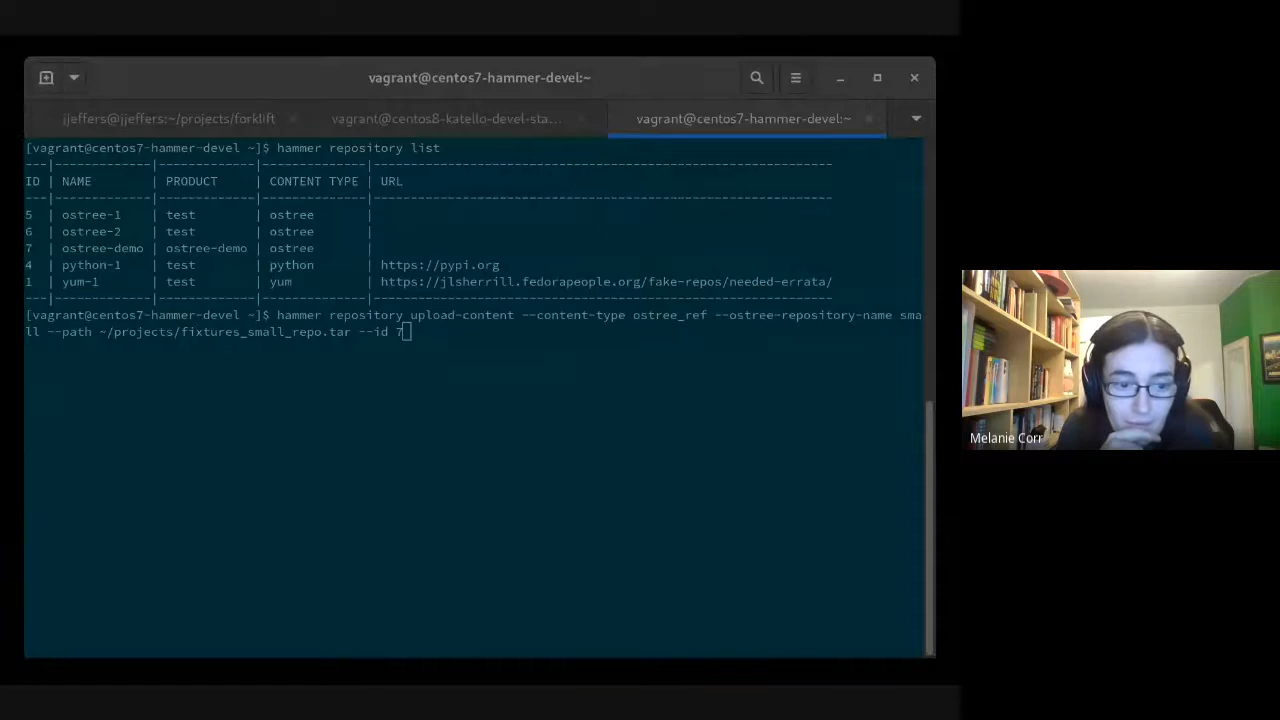 vagrant@centos7-hammer-devel:~
jjeffers@jjeffers:~/projects/forklift
vagrant@centos8-katello-devel-sta...
vagrant@centos7-hammer-devel:~
[vagrant@centos7-hammer-devel ~]$ hammer repository list
---|-------------|--------------|--------------|--------------------------------------------------------
ID | NAME | PRODUCT | CONTENT TYPE | URL
---|-------------|--------------|--------------|--------------------------------------------------------
5 | ostree-1 | test | ostree |
6 | ostree-2 | test | ostree |
7 | ostree-demo | ostree-demo | ostree |
4 | python-1 | test | python | https://pypi.org
1 | yum-1 | test | yum | https://jlsherrill.fedorapeople.org/fake-repos/needed-errata/
---|-------------|--------------|--------------|--------------------------------------------------------
[vagrant@centos7-hammer-devel ~]$ hammer repository upload-content --content-type ostree_ref --ostree-repository-name sma
ll --path ~/projects/fixtures_small_repo.tar --id 7
Melanie Corr